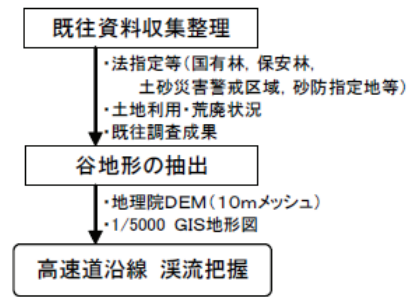 既往資料収集整理
・法指定等(国有林, 保安林,
土砂災害警戒区域, 砂防指定地等)
・土地利用・荒廃状況
・既往調査成果
谷地形の抽出
・地理院DEM(10mメッシュ)
・1/5000 GIS地形図
高速道沿線 渓流把握